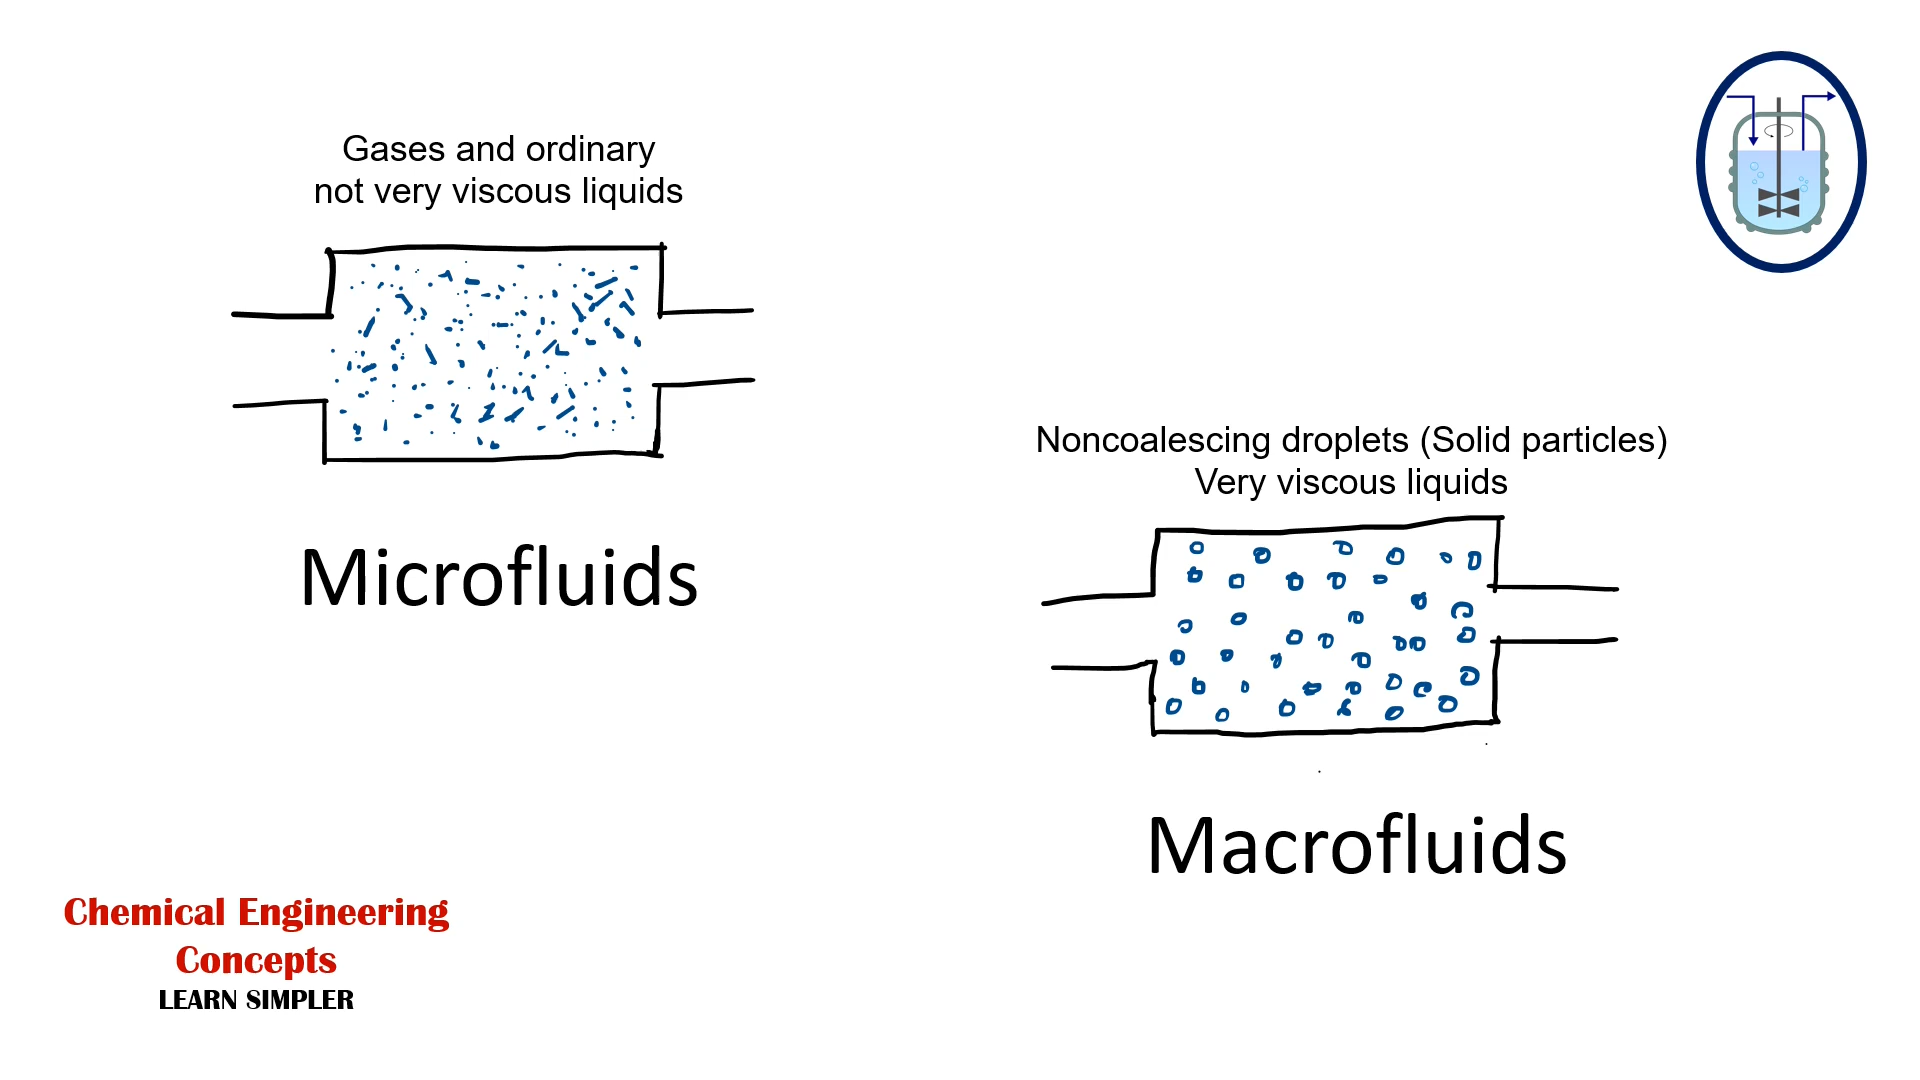 Gases and ordinary
not very viscous liquids
Microfluids
Noncoalescing droplets (Solid particles)
Very viscous liquids
Macrofluids
Chemical Engineering
Concepts
LEARN SIMPLER